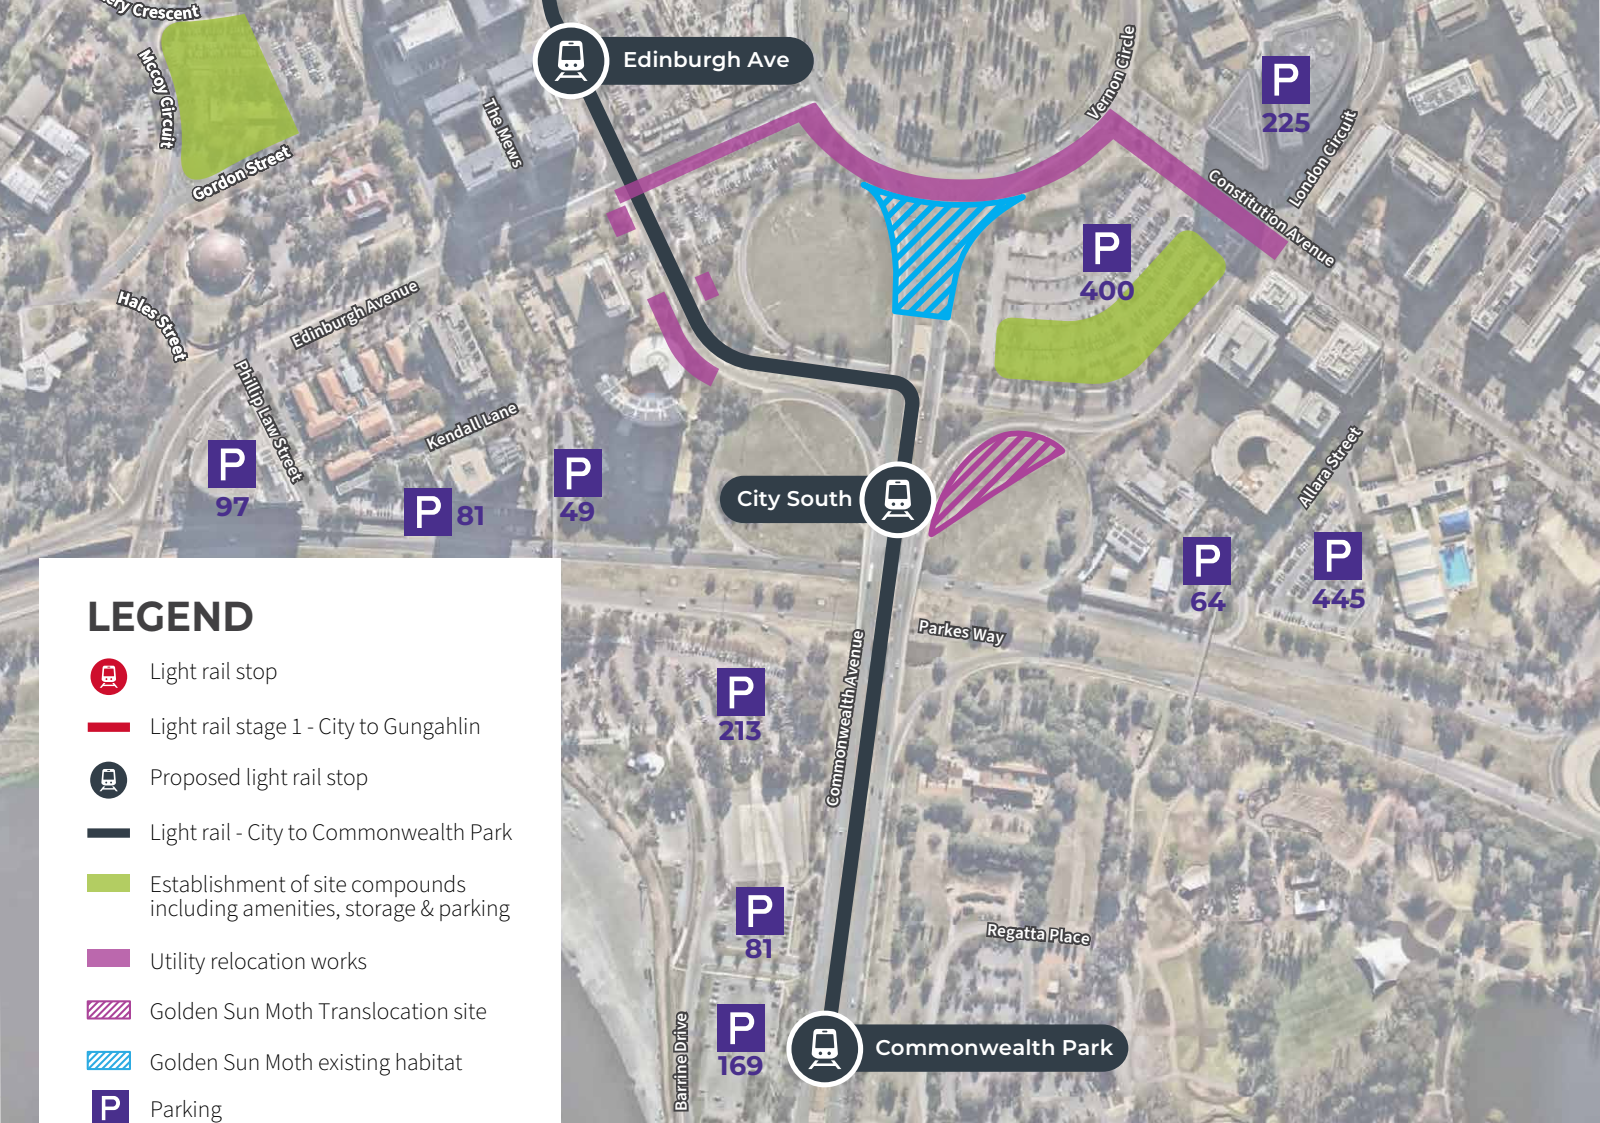 ery Crescent
Mccoy Circuit
Gordon Street
The Mews
Edinburgh Ave
Vernon Circle
P
225
London Circuit
Constitution Avenue
P
400
Hales Street
Edinburgh Avenue
Phillip Law Street
Kendall Lane
P
97
P 81
P
49
City South
Allara Street
P
64
P
445
Parkes Way
Commonwealth Avenue
P
213
P
81
Regatta Place
P
169
Barrine Drive
Commonwealth Park
LEGEND
Light rail stop
Light rail stage 1 - City to Gungahlin
Proposed light rail stop
Light rail - City to Commonwealth Park
Establishment of site compounds
including amenities, storage & parking
Utility relocation works
Golden Sun Moth Translocation site
Golden Sun Moth existing habitat
P Parking